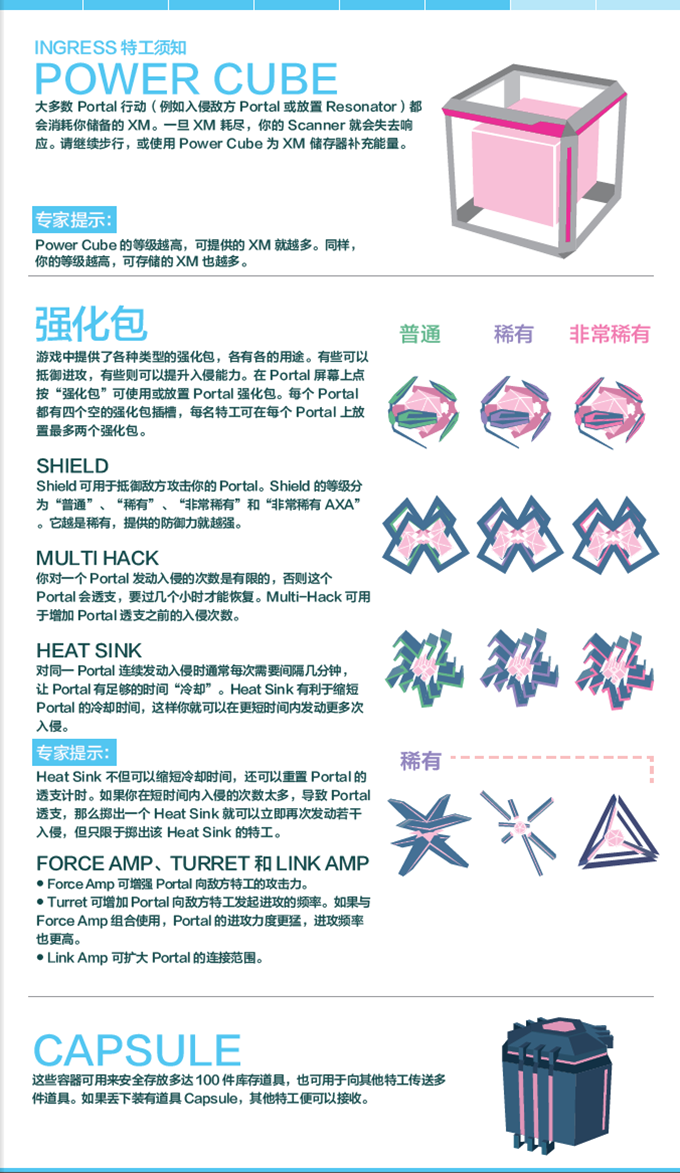 INGRESS 特工须知
POWER CUBE
大多数 Portal 行动（例如入侵敌方 Portal 或放置 Resonator）都
会消耗你储备的 XM。一旦 XM 耗尽，你的 Scanner 就会失去响
应。请继续步行，或使用 Power Cube 为 XM 储存器补充能量。
专家提示：
Power Cube 的等级越高，可提供的 XM 就越多。同样，
你的等级越高，可存储的 XM 也越多。
强化包
普通 稀有 非常稀有
游戏中提供了各种类型的强化包，各有各的用途。有些可以
抵御进攻，有些则可以提升入侵能力。在 Portal 屏幕上点
按“强化包”可使用或放置 Portal 强化包。每个 Portal
都有四个空的强化包插槽，每名特工可在每个 Portal 上放
置最多两个强化包。
SHIELD
Shield 可用于抵御敌方攻击你的 Portal。Shield 的等级分
为“普通”、“稀有”、“非常稀有”和“非常稀有 AXA”
。它越是稀有，提供的防御力就越强。
MULTI HACK
你对一个 Portal 发动入侵的次数是有限的，否则这个
Portal 会透支，要过几个小时才能恢复。Multi-Hack 可用
于增加 Portal 透支之前的入侵次数。
HEAT SINK
对同一 Portal 连续发动入侵时通常每次需要间隔几分钟，
让 Portal 有足够的时间“冷却”。Heat Sink 有利于缩短
Portal 的冷却时间，这样你就可以在更短时间内发动更多次
入侵。
专家提示：
稀有
Heat Sink 不但可以缩短冷却时间，还可以重置 Portal 的
透支计时。如果你在短时间内入侵的次数太多，导致 Portal
透支，那么掷出一个 Heat Sink 就可以立即再次发动若干
入侵，但只限于掷出该 Heat Sink 的特工。
FORCE AMP、TURRET 和 LINK AMP
● Force Amp 可增强 Portal 向敌方特工的攻击力。
● Turret 可增加 Portal 向敌方特工发起进攻的频率。如果与
Force Amp 组合使用，Portal 的进攻力度更猛，进攻频率
也更高。
● Link Amp 可扩大 Portal 的连接范围。
CAPSULE
这些容器可用来安全存放多达 100 件库存道具，也可用于向其他特工传送多
件道具。如果丢下装有道具 Capsule，其他特工便可以接收。